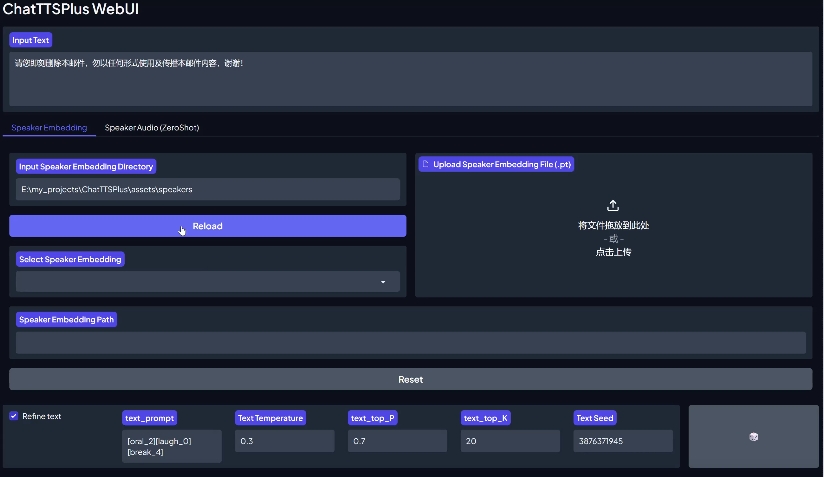 ChatTTSPlus WebUI
Input Text
请您即刻删除本邮件，勿以任何形式使用及传播本邮件内容，谢谢！
Speaker Embedding
Speaker Audio (ZeroShot)
Input Speaker Embedding Directory
E:\my_projects\ChatTTSPlus\assets\speakers
Reload
Select Speaker Embedding
Upload Speaker Embedding File (.pt)
将文件拖放到此处
- 或 -
点击上传
Speaker Embedding Path
Reset
Refine text
text_prompt
[oral_2][laugh_0]
[break_4]
Text Temperature
0.3
text_top_P
0.7
text_top_K
20
Text Seed
3876371945